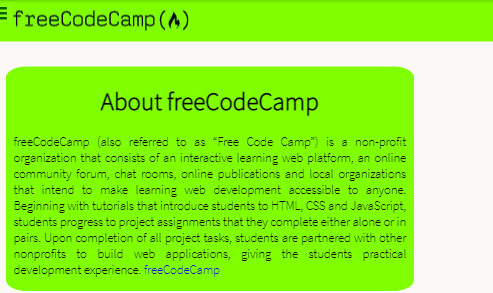 freeCodeCamp(🔥)
About freeCodeCamp
freeCodeCamp (also referred to as “Free Code Camp”) is a non-profit
organization that consists of an interactive learning web platform, an online
community forum, chat rooms, online publications and local organizations
that intend to make learning web development accessible to anyone.
Beginning with tutorials that introduce students to HTML, CSS and JavaScript,
students progress to project assignments that they complete either alone or in
pairs. Upon completion of all project tasks, students are partnered with other
nonprofits to build web applications, giving the students practical
development experience. freeCodeCamp